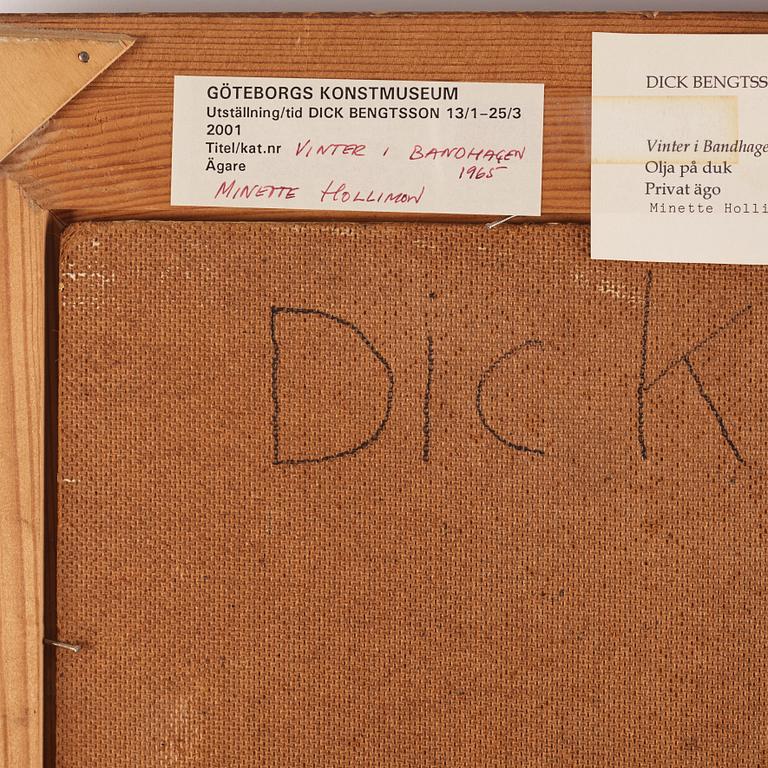 GÖTEBORGS KONSTMUSEUM
Utställning/tid DICK BENGTSSON 13/1–25/3
2001
Titel/kat.nr VINTER I BANDHAGEN
1965
Ägare
MINETTE HOLLIMON
DICK BENGTSS
Vinter i Bandhage
Olja på duk
Privat ägo
Minette Holli
Dick